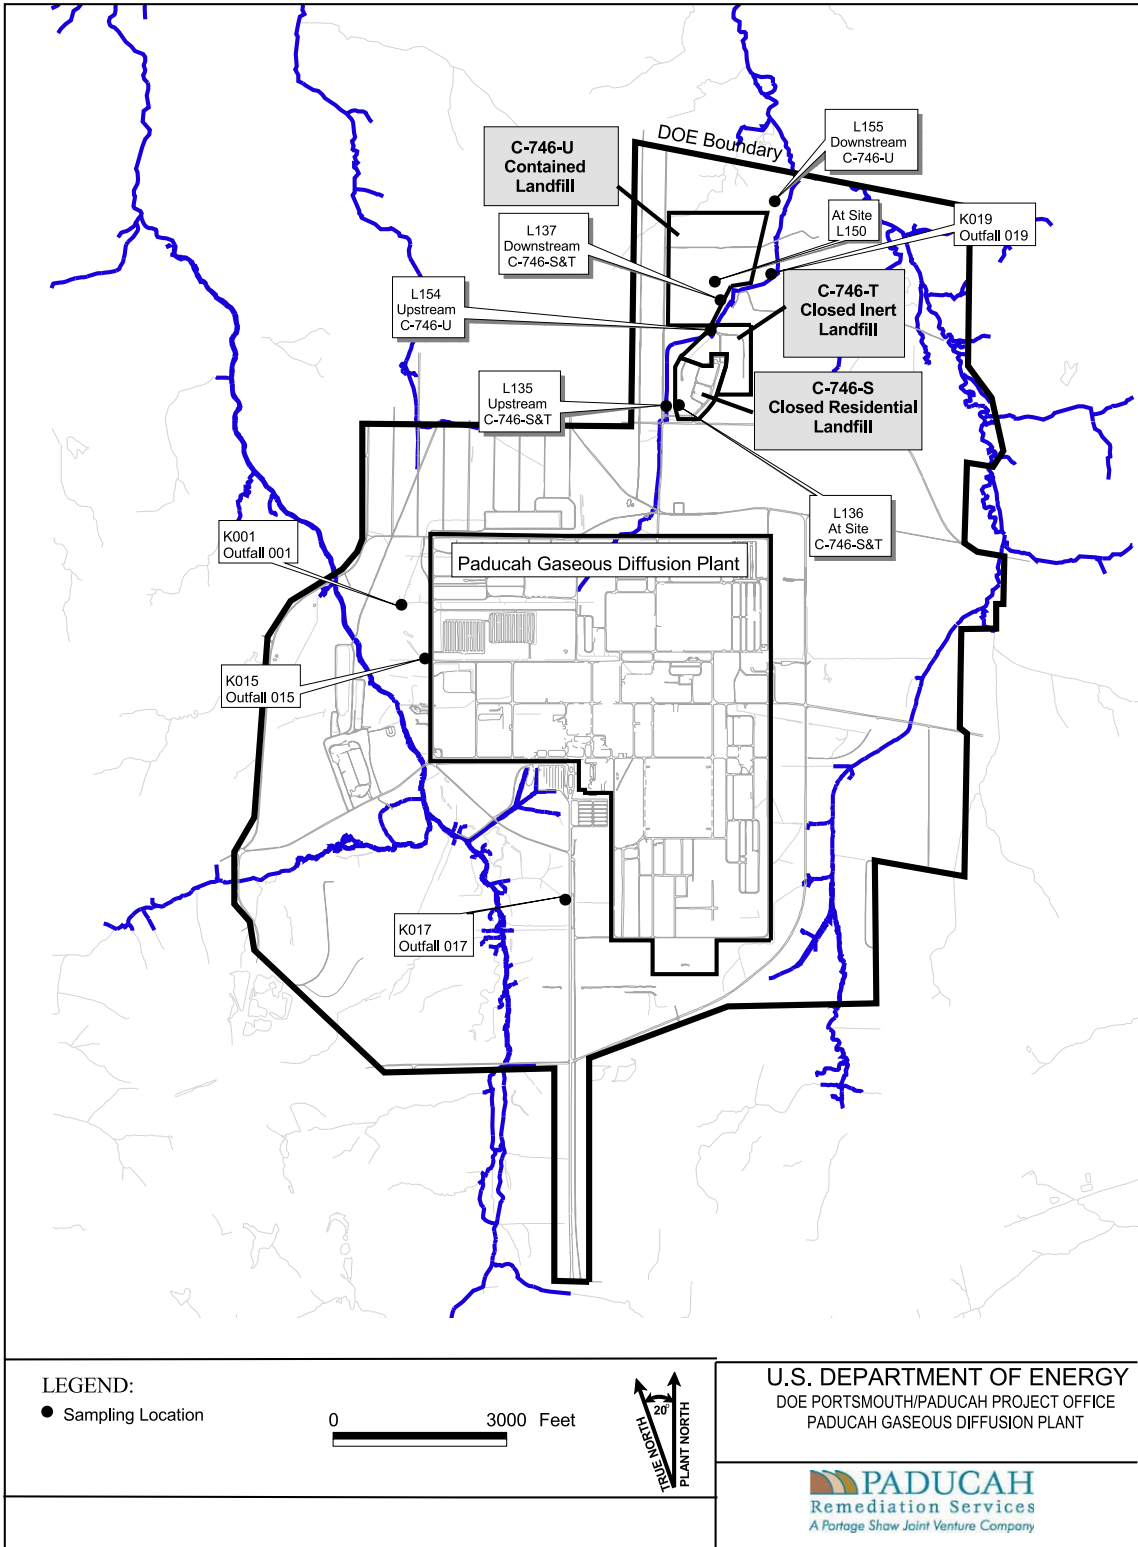 DOE Boundary
L155
Downstream
C-746-U
C-746-U
Contained
Landfill
At Site
L150
K019
Outfall 019
L137
Downstream
C-746-S&T
L154
Upstream
C-746-U
C-746-T
Closed Inert
Landfill
L135
Upstream
C-746-S&T
C-746-S
Closed Residential
Landfill
L136
At Site
C-746-S&T
K001
Outfall 001
Paducah Gaseous Diffusion Plant
K015
Outfall 015
K017
Outfall 017
LEGEND:
Sampling Location
0 3000 Feet
20°
TRUE NORTH
PLANT NORTH
U.S. DEPARTMENT OF ENERGY
DOE PORTSMOUTH/PADUCAH PROJECT OFFICE
PADUCAH GASEOUS DIFFUSION PLANT
PADUCAH
Remediation Services
A Portage Shaw Joint Venture Company